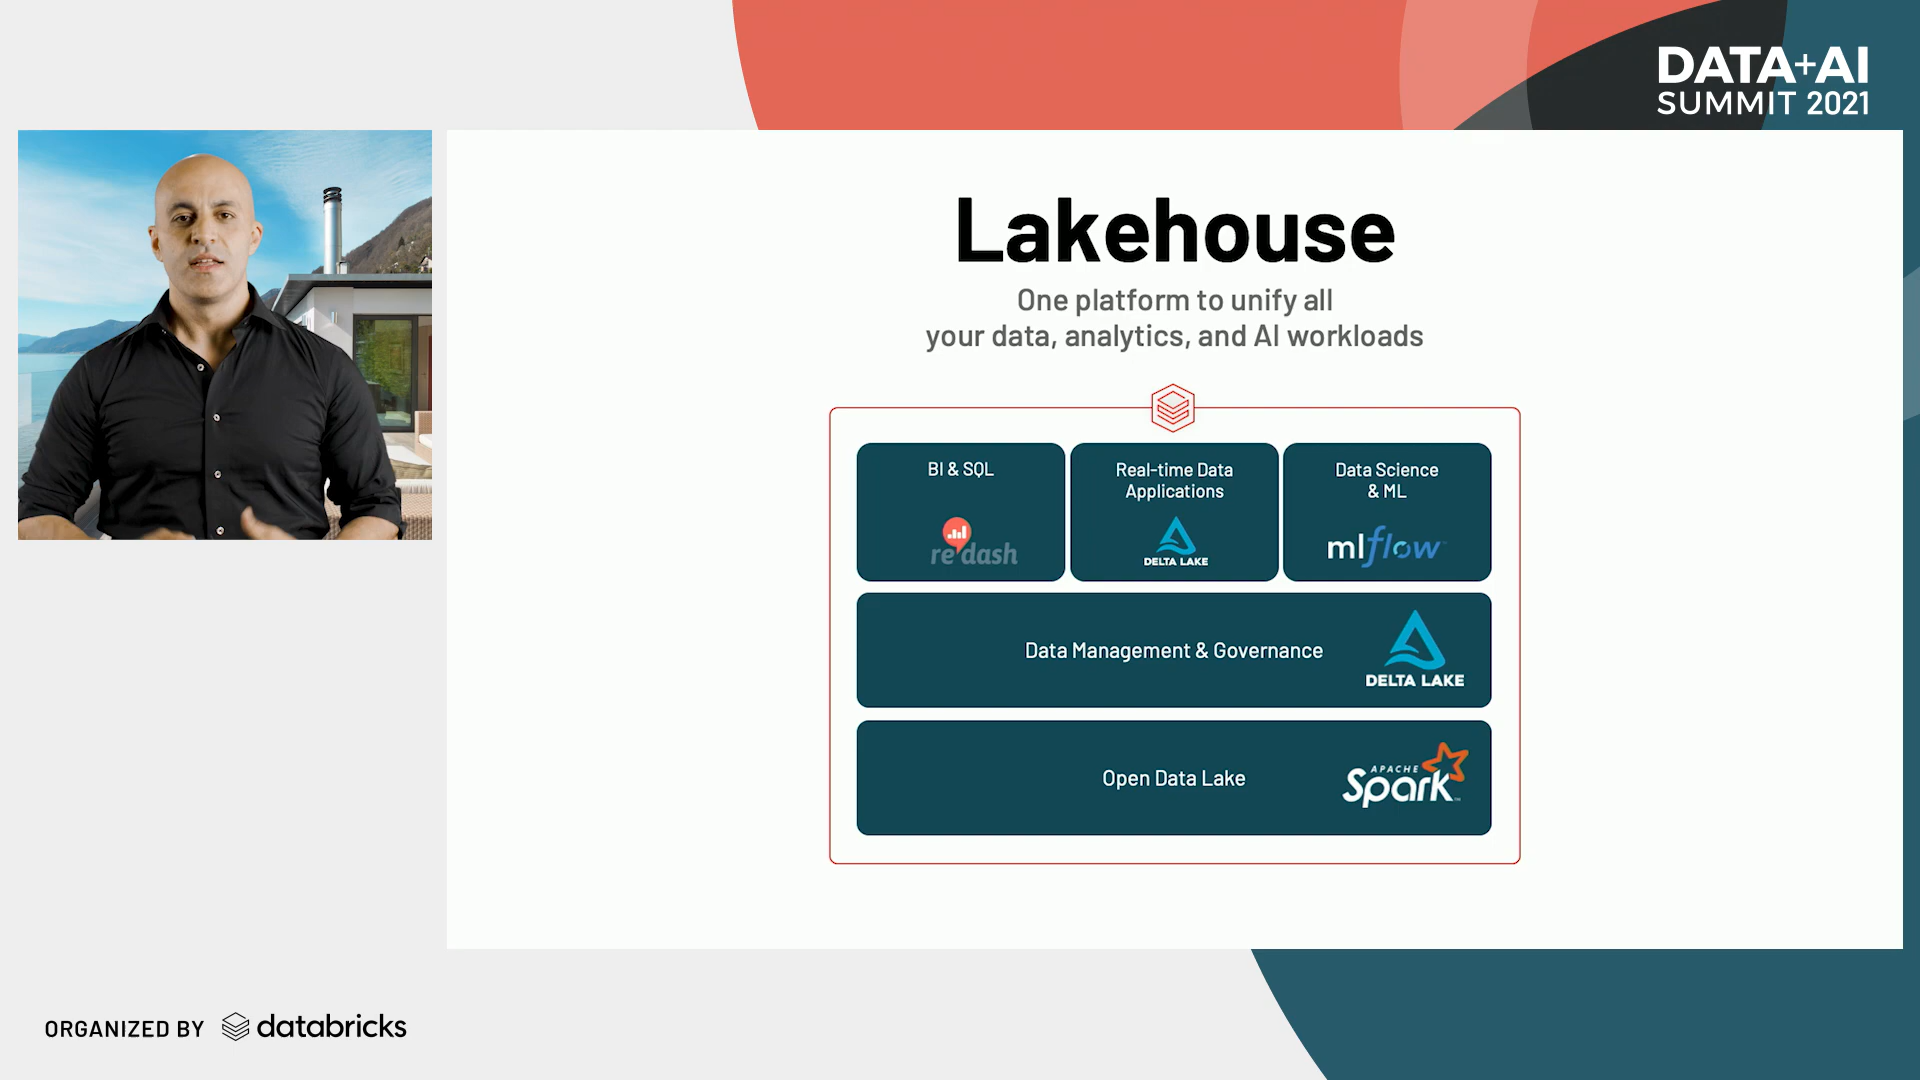 DATA+AI
SUMMIT 2021
Lakehouse
One platform to unify all
your data, analytics, and AI workloads
BI & SQL
re:dash
Real-time Data
Applications
DELTA LAKE
Data Science
& ML
mlflow
Data Management & Governance
DELTA LAKE
Open Data Lake
APACHE
Spark
ORGANIZED BY databricks